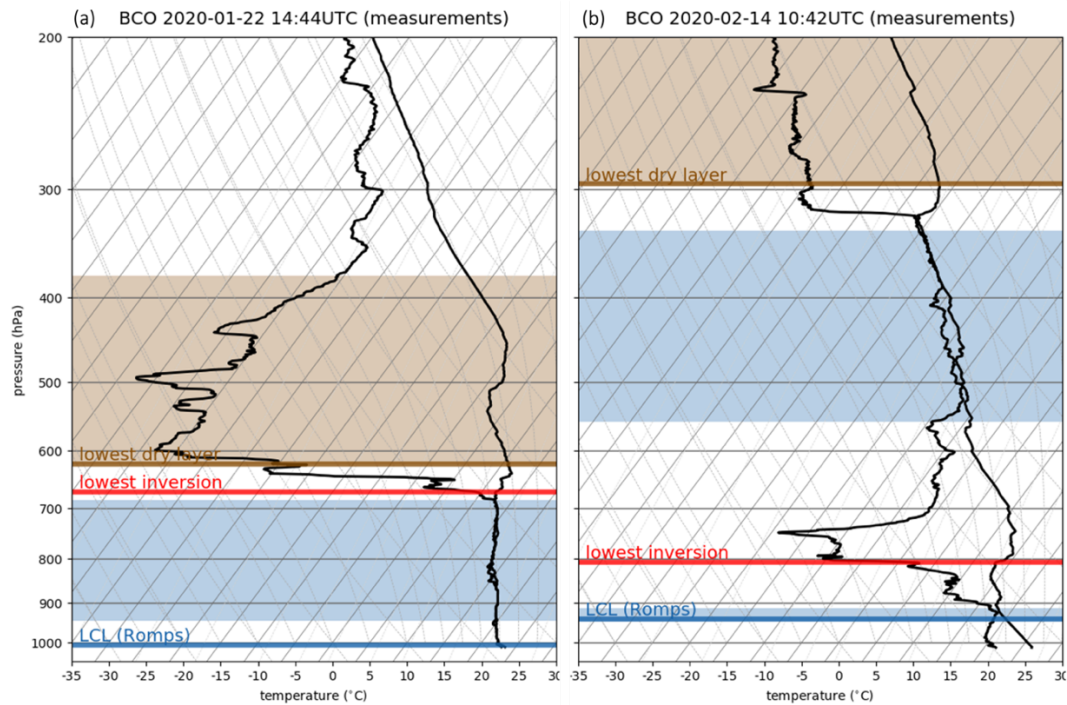 (a) BCO 2020-01-22 14:44UTC (measurements)
200
300
400
500
600
700
800
900
1000
pressure (hPa)
lowest dry layer
lowest inversion
LCL (Romps)
-35 -25 -20 -15 -10 -5 0 5 10 15 20 25 30
temperature (°C)
(b) BCO 2020-02-14 10:42UTC (measurements)
lowest dry layer
lowest inversion
LCL (Romps)
-35 -25 -20 -15 -10 -5 0 5 10 15 20 25 30
temperature (°C)